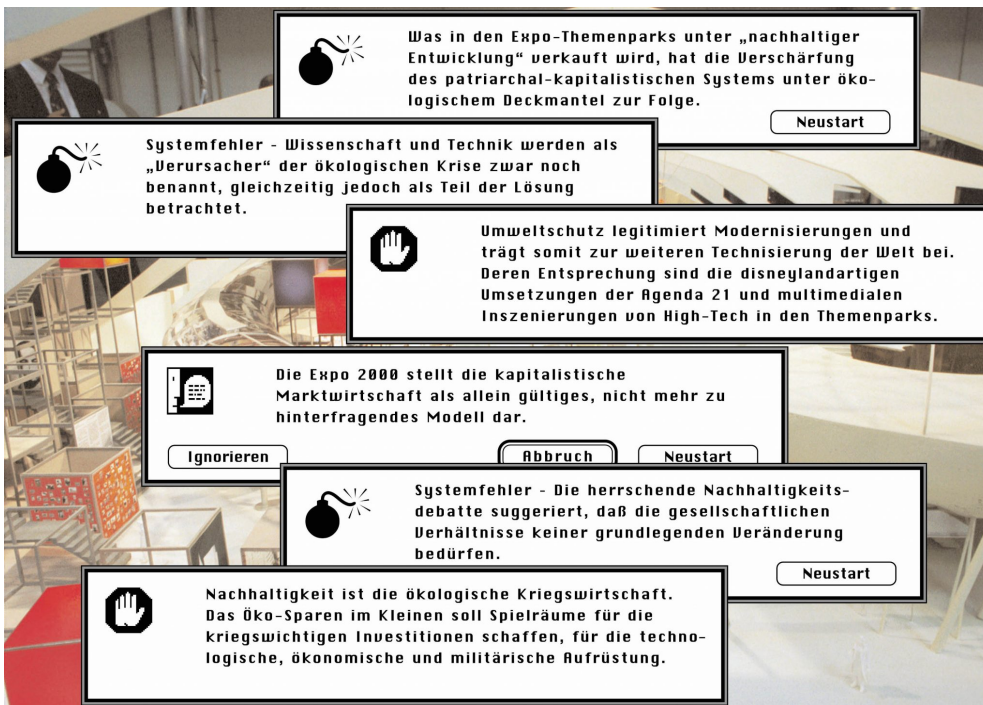 Was in den Expo-Themenparks unter „nachhaltiger
Entwicklung“ verkauft wird, hat die Verschärfung
des patriarchal-kapitalistischen Systems unter öko-
logischem Deckmantel zur Folge.
Neustart
Systemfehler - Wissenschaft und Technik werden als
„Verursacher“ der ökologischen Krise zwar noch
benannt, gleichzeitig jedoch als Teil der Lösung
betrachtet.
Umweltschutz legitimiert Modernisierungen und
trägt somit zur weiteren Technisierung der Welt bei.
Deren Entsprechung sind die disneylandartigen
Umsetzungen der Agenda 21 und multimedialen
Inszenierungen von High-Tech in den Themenparks.
Die Expo 2000 stellt die kapitalistische
Marktwirtschaft als allein gültiges, nicht mehr zu
hinterfragendes Modell dar.
Ignorieren
Abbruch
Neustart
Systemfehler - Die herrschende Nachhaltigkeits-
debatte suggeriert, daß die gesellschaftlichen
Verhältnisse keiner grundlegenden Veränderung
bedürfen.
Neustart
Nachhaltigkeit ist die ökologische Kriegswirtschaft.
Das Öko-Sparen im Kleinen soll Spielräume für die
kriegswichtigen Investitionen schaffen, für die techno-
logische, ökonomische und militärische Aufrüstung.